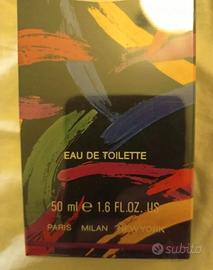 EAU DE TOILETTE
50 ml e 1.6 FL.OZ. US
PARIS MILAN NEW YORK
subito